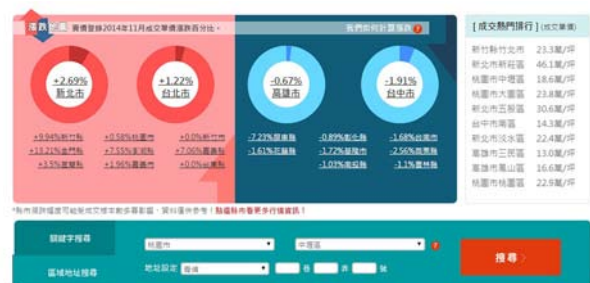 漲跌地圖 實價登錄2014年11月成交單價漲跌百分比。
我們如何計算漲跌?
+2.69%
新北市
+1.22%
台北市
-0.67%
高雄市
-1.91%
台中市
+9.94%新竹縣 +0.58%桃園市 +0.0%新竹市
+13.21%金門縣 +7.55%澎湖縣 +7.06%嘉義縣
+3.5%宜蘭縣 +1.96%嘉義市 +0.0%台東縣
-7.23%屏東縣 -0.89%彰化縣 -1.68%台南市
-1.61%花蓮縣 -1.72%基隆市 -2.56%苗栗縣
-1.03%南投縣 -1.1%雲林縣
[ 成交熱門排行 ] (成交單價)
新竹縣竹北市 23.3萬/坪
新北市新莊區 46.1萬/坪
桃園市中壢區 18.6萬/坪
桃園市大園區 23.8萬/坪
新北市五股區 30.6萬/坪
台中市南區 14.3萬/坪
新北市淡水區 22.4萬/坪
高雄市三民區 13.0萬/坪
高雄市鳳山區 16.6萬/坪
桃園市桃園區 22.9萬/坪
*縣市漲跌幅度可能受成交樣本數多寡影響，資料僅供參考！點選縣市看更多行情資訊！
關鍵字搜尋
區域地址搜尋
桃園市 中壢區 ?
地址設定 巷 弄 號
搜尋